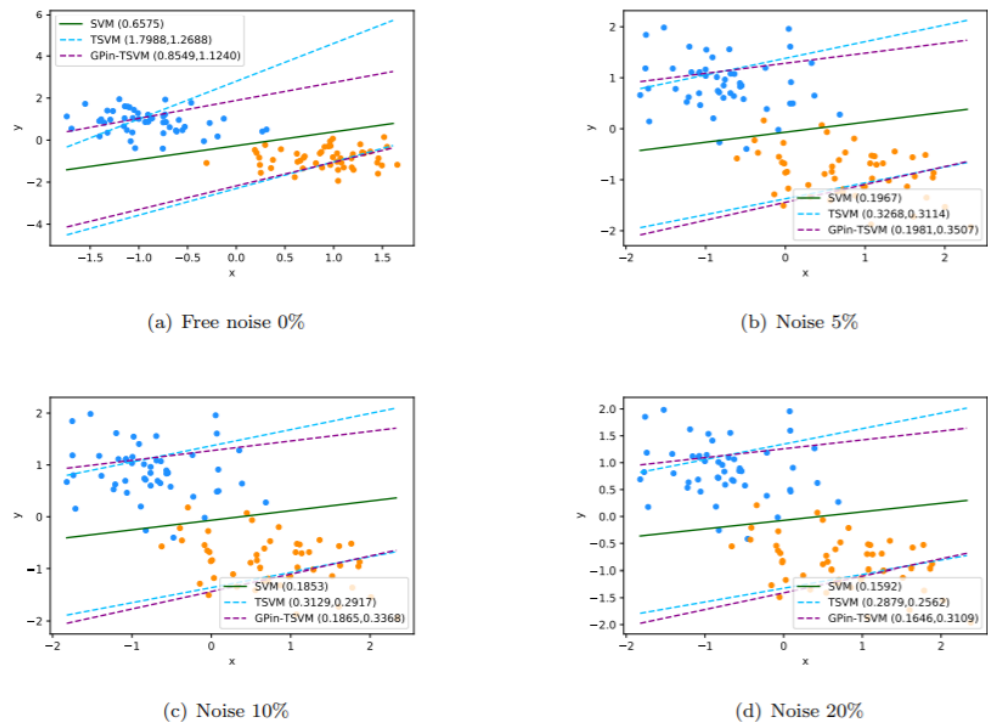 6
4
2
0
−2
−4
y
SVM (0.6575)
TSVM (1.7988,1.2688)
GPin-TSVM (0.8549,1.1240)
−1.5
−1.0
−0.5
0.0
0.5
1.0
1.5
x
(a) Free noise 0%
2
1
0
−1
−2
y
SVM (0.1967)
TSVM (0.3268,0.3114)
GPin-TSVM (0.1981,0.3507)
−2
−1
0
1
2
x
(b) Noise 5%
2
1
0
−1
−2
y
SVM (0.1853)
TSVM (0.3129,0.2917)
GPin-TSVM (0.1865,0.3368)
−2
−1
0
1
2
x
(c) Noise 10%
2.0
1.5
1.0
0.5
0.0
−0.5
−1.0
−1.5
−2.0
y
SVM (0.1592)
TSVM (0.2879,0.2562)
GPin-TSVM (0.1646,0.3109)
−2
−1
0
1
2
x
(d) Noise 20%